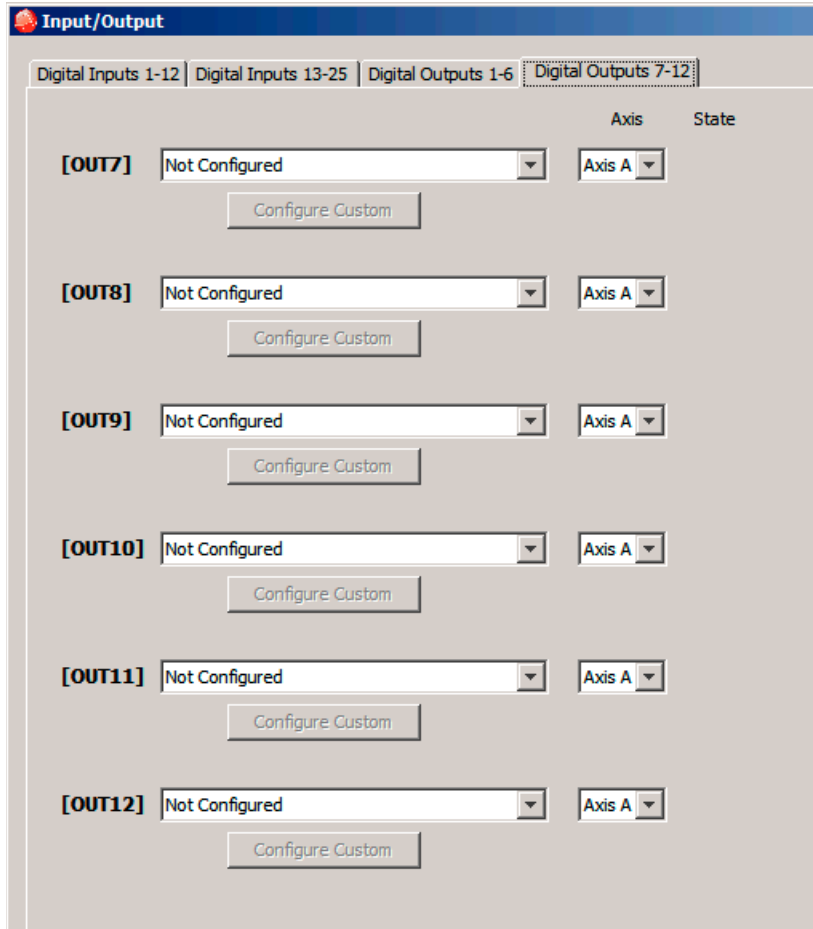 Input/Output
Digital Inputs 1-12 Digital Inputs 13-25 Digital Outputs 1-6 Digital Outputs 7-12
Axis State
[OUT7] Not Configured Axis A
Configure Custom
[OUT8] Not Configured Axis A
Configure Custom
[OUT9] Not Configured Axis A
Configure Custom
[OUT10] Not Configured Axis A
Configure Custom
[OUT11] Not Configured Axis A
Configure Custom
[OUT12] Not Configured Axis A
Configure Custom